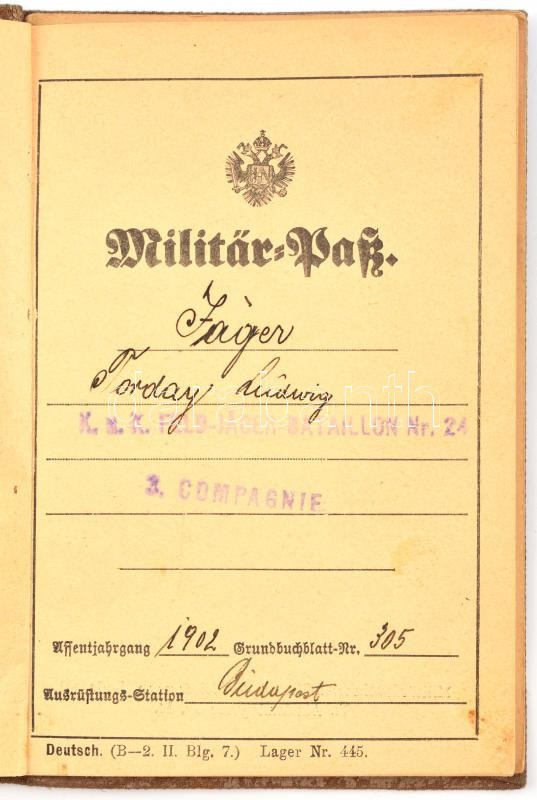 Militär-Paß.
Jäger
Torday Ludwig
K. u. K. FELD-JÄGER-BATAILLON Nr. 24
3. COMPAGNIE
Assentjahrgang 1902 Grundbuchblatt-Nr. 305
Ausrüstungs-Station Budapest
Deutsch. (B—2. II. Blg. 7.) Lager Nr. 445.